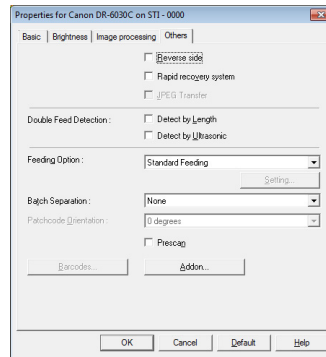 Properties for Canon DR-6030C on STI - 0000
Basic Brightness Image processing Others
Reverse side
Rapid recovery system
JPEG Transfer
Double Feed Detection : Detect by Length
Detect by Ultrasonic
Feeding Option : Standard Feeding
Setting...
Batch Separation : None
Patchcode Orientation : 0 degrees
Prescan
Barcodes... Addon...
OK Cancel Default Help